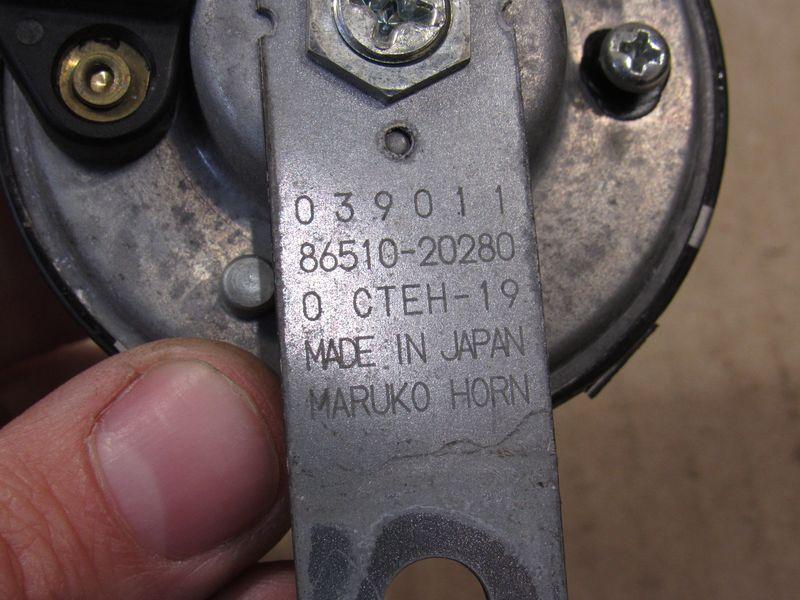 039011
86510-20280
0 CTEH-19
MADE IN JAPAN
MARUKO HORN